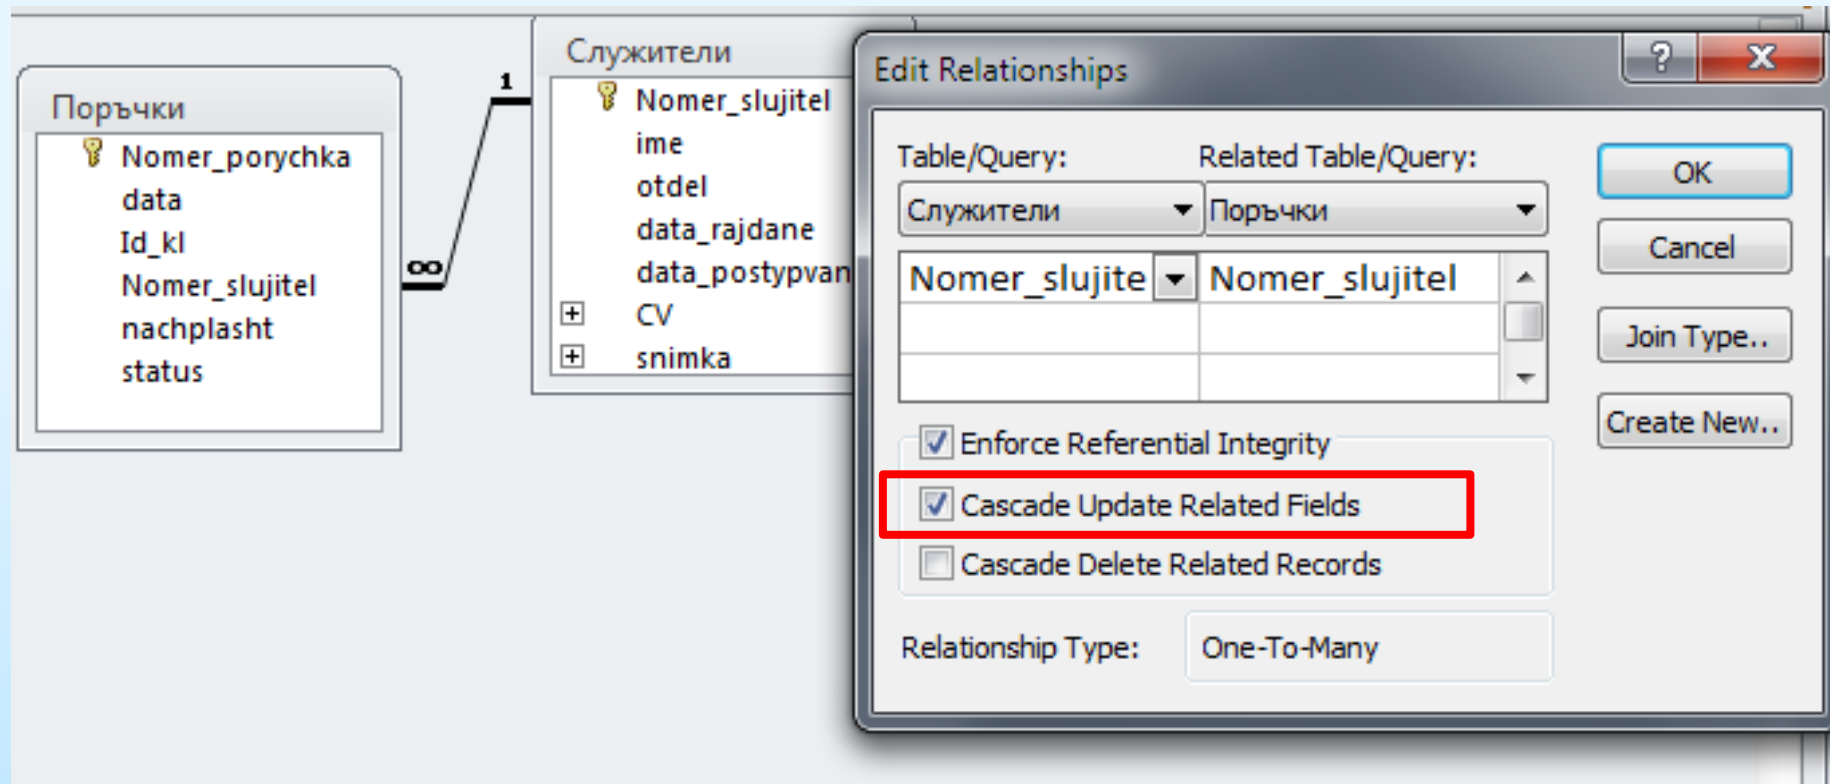 Поръчки
Nomer_porychka
data
Id_kl
Nomer_slujitel
nachplasht
status
1
∞
Служители
Nomer_slujitel
ime
otdel
data_rajdane
data_postypvan
CV
snimka
Edit Relationships
Table/Query: Related Table/Query:
Служители Поръчки
Nomer_slujite Nomer_slujitel
Enforce Referential Integrity
Cascade Update Related Fields
Cascade Delete Related Records
Relationship Type: One-To-Many
OK
Cancel
Join Type..
Create New..